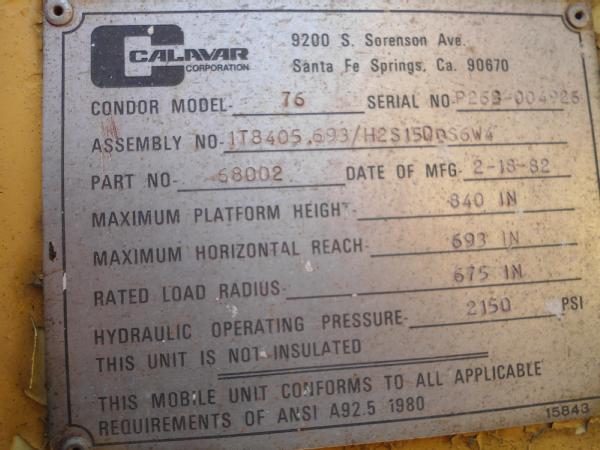 CALAVAR
CORPORATION
9200 S. Sorenson Ave.
Santa Fe Springs, Ca. 90670
CONDOR MODEL- 76 SERIAL NO-
ASSEMBLY NO-
PART NO- 68002 DATE OF MFG- 2-18-82
MAXIMUM PLATFORM HEIGHT- 840 IN
MAXIMUM HORIZONTAL REACH- 693 IN
RATED LOAD RADIUS- 675 IN
HYDRAULIC OPERATING PRESSURE- 2150 PSI
THIS UNIT IS NOT INSULATED
THIS MOBILE UNIT CONFORMS TO ALL APPLICABLE
REQUIREMENTS OF ANSI A92.5 1980
15843